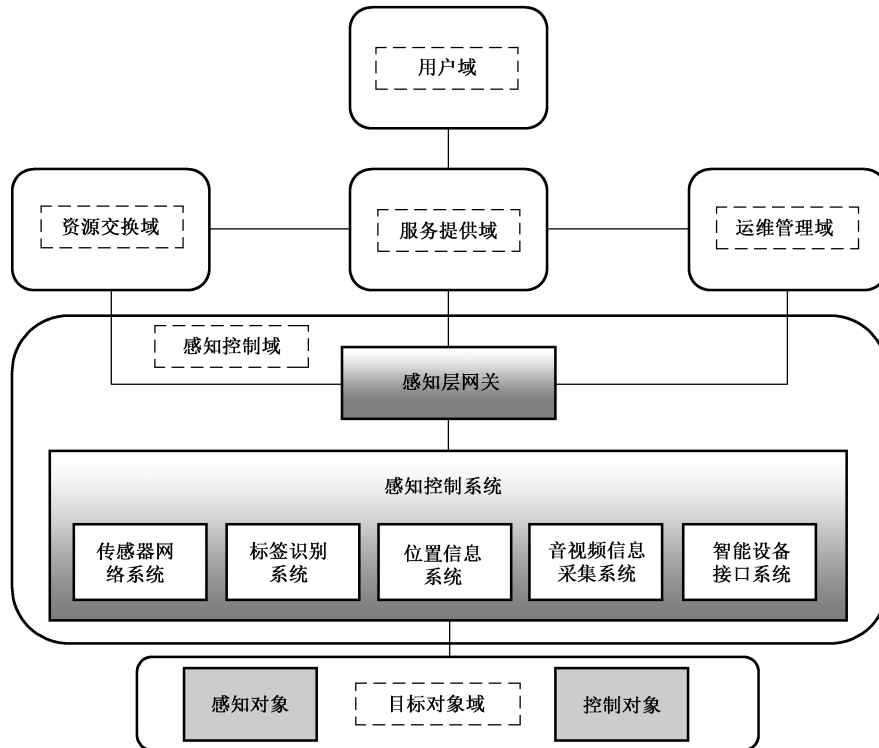 用户域
资源交换域
服务提供域
运维管理域
感知控制域
感知层网关
感知控制系统
传感器网
络系统
标签识别
系统
位置信息
系统
音视频信息
采集系统
智能设备
接口系统
感知对象
目标对象域
控制对象